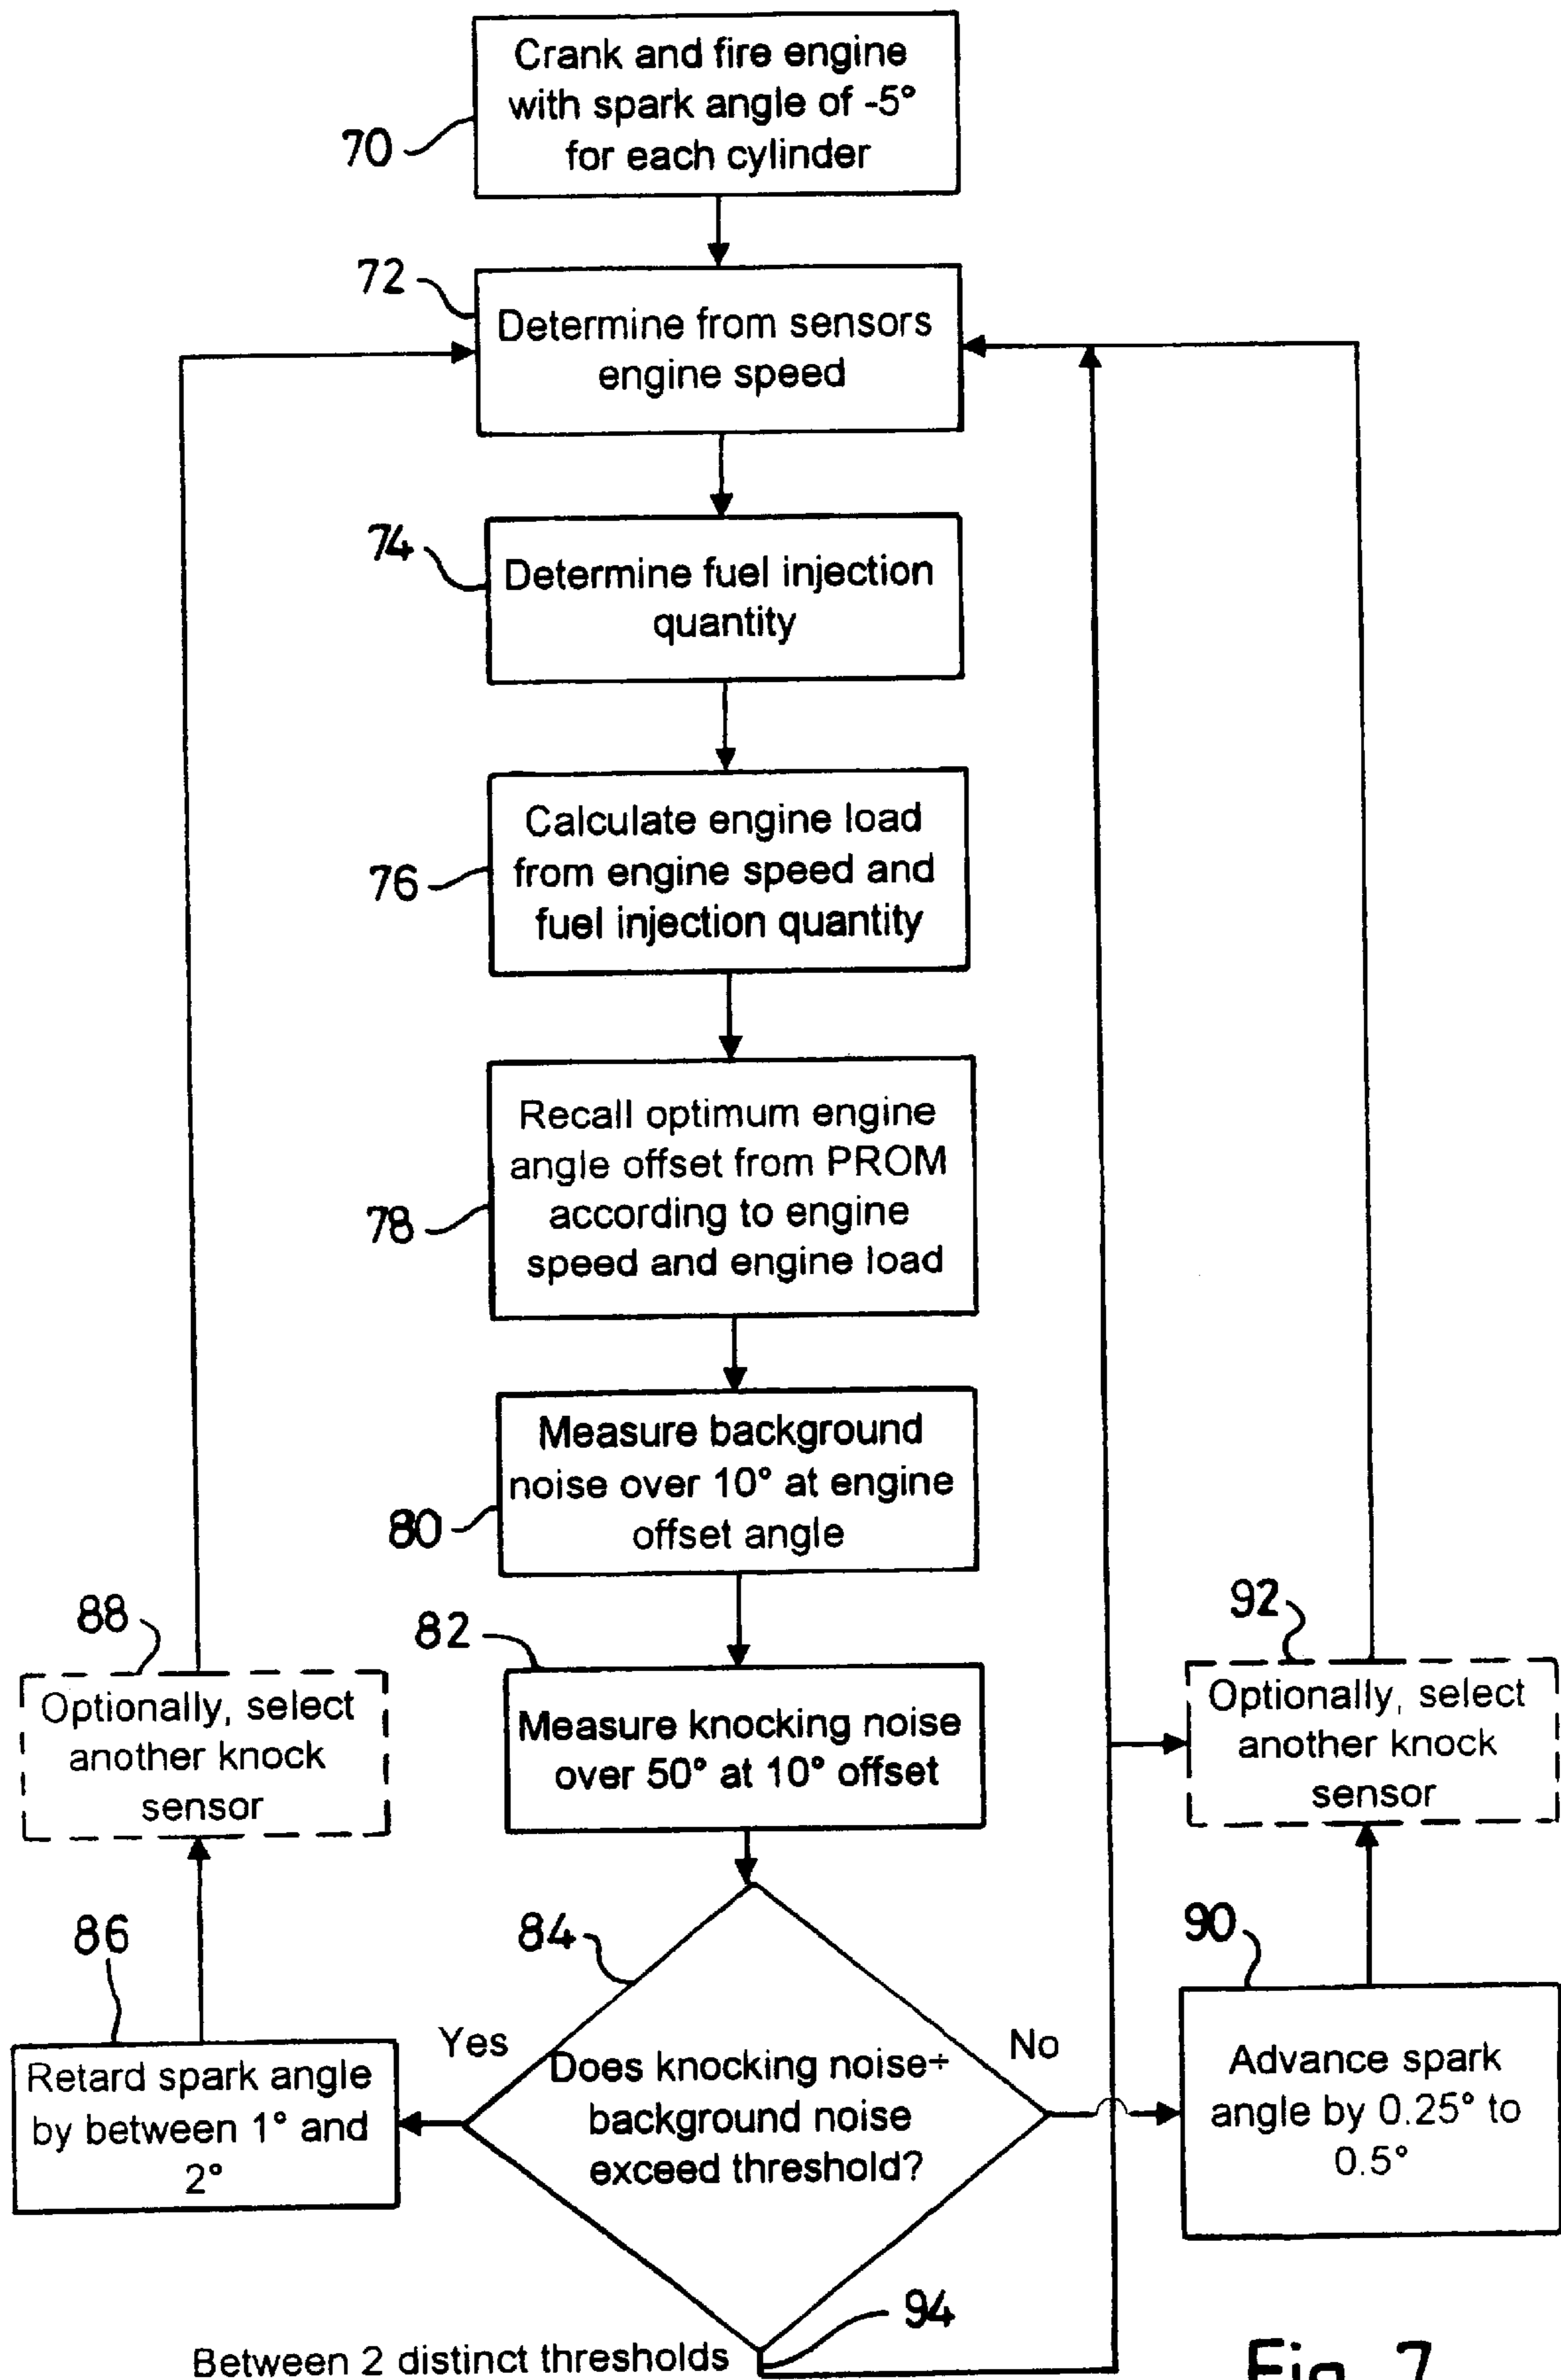 Crank and fire engine
with spark angle of -5°
for each cylinder
70
72
Determine from sensors
engine speed
74
Determine fuel injection
quantity
Calculate engine load
from engine speed and
fuel injection quantity
76
Recall optimum engine
angle offset from PROM
according to engine
speed and engine load
78
Measure background
noise over 10° at engine
offset angle
80
88
Optionally, select
another knock
sensor
82
Measure knocking noise
over 50° at 10° offset
92
Optionally, select
another knock
sensor
86
Retard spark angle
by between 1° and
2°
84
Yes
Does knocking noise÷
background noise
exceed threshold?
No
90
Advance spark
angle by 0.25° to
0.5°
94
Between 2 distinct thresholds
Fig. 7